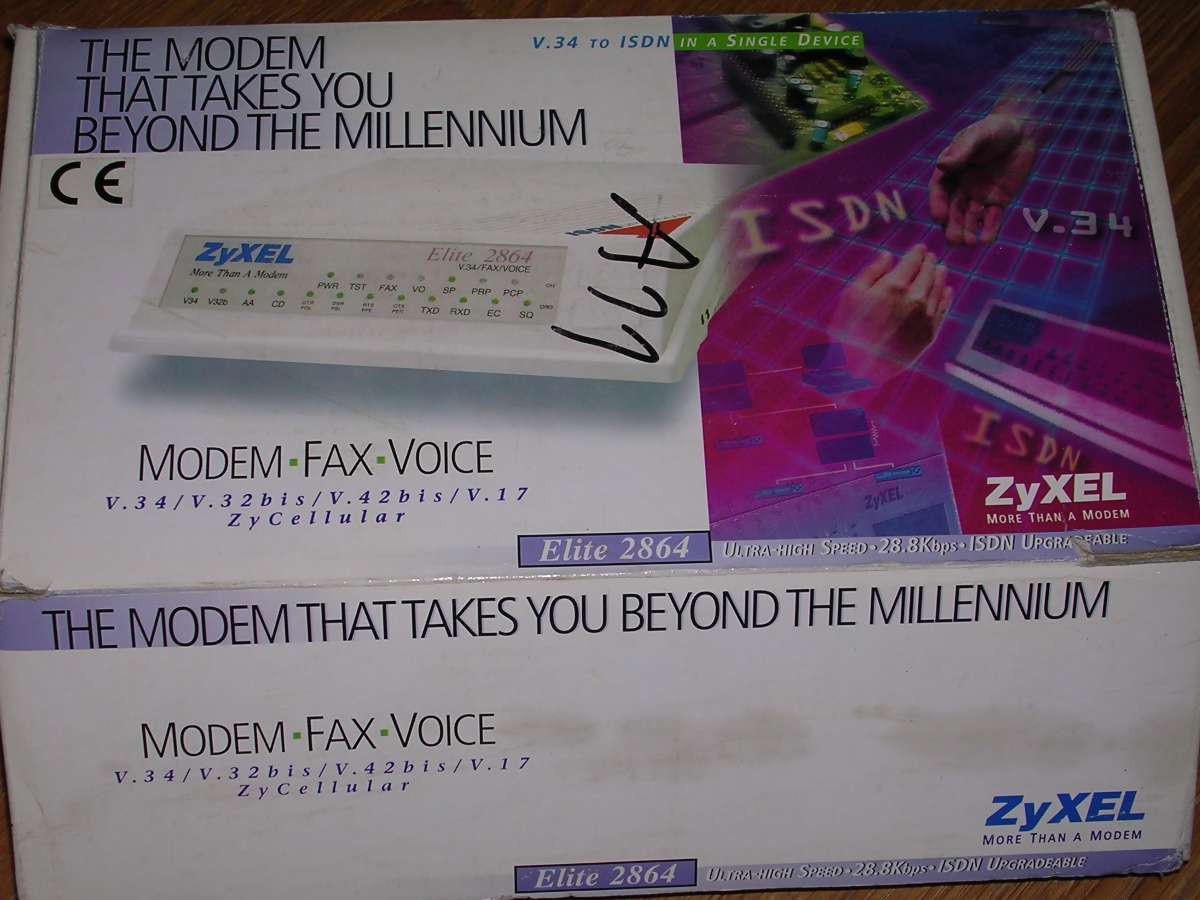 THE MODEM
THAT TAKES YOU
BEYOND THE MILLENNIUM
V.34 TO ISDN IN A SINGLE DEVICE
CE
ISDN
V.34
ISDN
ZyXEL
More Than A Modem
Elite 2864
V.34/FAX/VOICE
PWR TST FAX VO SP PRP PCP OH
V34 V32b AA CD TXD RXD EC SQ
MODEM·FAX·VOICE
V.34/V.32bis/V.42bis/V.17
ZyCellular
ISDN
ZyXEL
ZyXEL
MORE THAN A MODEM
Elite 2864 ULTRA-HIGH SPEED·28.8Kbps·ISDN UPGRADEABLE
THE MODEM THAT TAKES YOU BEYOND THE MILLENNIUM
MODEM·FAX·VOICE
V.34/V.32bis/V.42bis/V.17
ZyCellular
ZyXEL
MORE THAN A MODEM
Elite 2864 ULTRA-HIGH SPEED·28.8Kbps·ISDN UPGRADEABLE